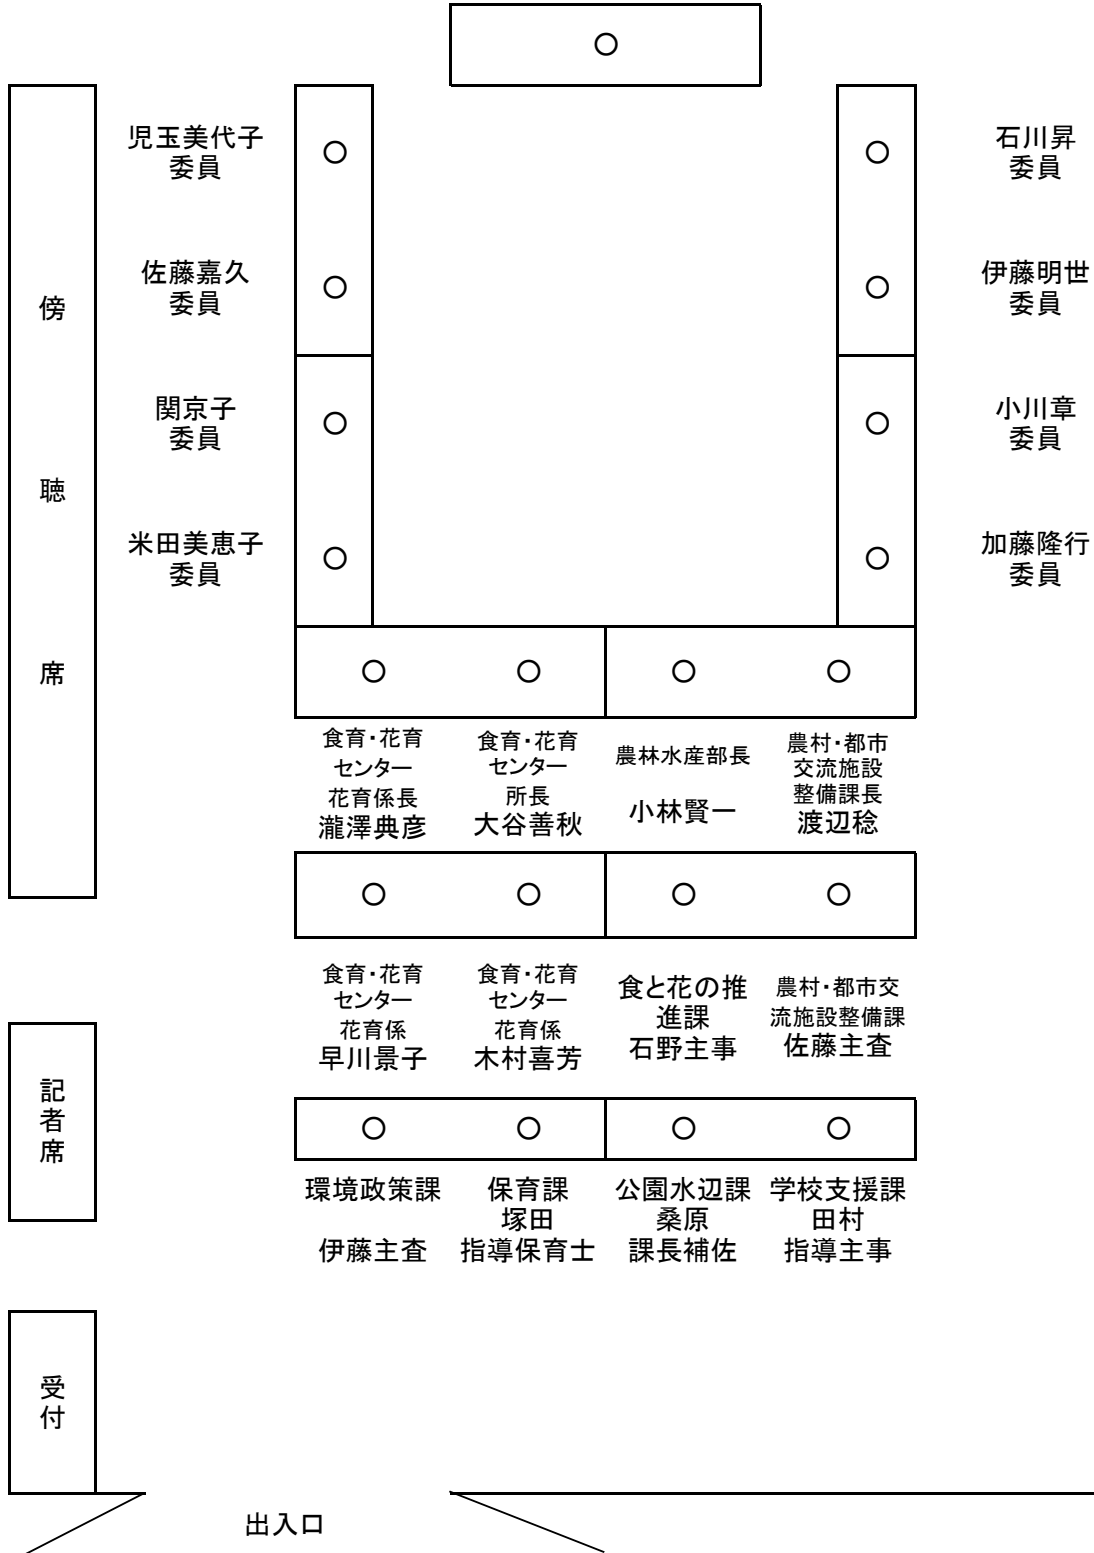 ○
児玉美代子
委員
○
○
石川昇
委員
佐藤嘉久
委員
○
○
伊藤明世
委員
関京子
委員
○
○
小川章
委員
米田美恵子
委員
○
○
加藤隆行
委員
傍
聴
席
○ ○ ○ ○
食育・花育
センター
花育係長
瀧澤典彦
食育・花育
センター
所長
大谷善秋
農林水産部長
小林賢一
農村・都市
交流施設
整備課長
渡辺稔
○ ○ ○ ○
食育・花育
センター
花育係
早川景子
食育・花育
センター
花育係
木村喜芳
食と花の推
進課
石野主事
農村・都市交
流施設整備課
佐藤主査
記
者
席
○ ○ ○ ○
環境政策課
伊藤主査
保育課
塚田
指導保育士
公園水辺課
桑原
課長補佐
学校支援課
田村
指導主事
受
付
出入口